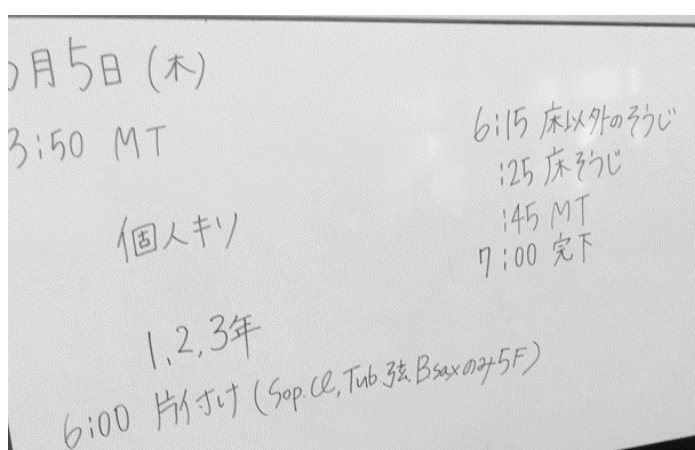 月5日(木)
3:50 MT
個人キソ
1,2,3年
6:00 片付け(Sop.Cl,Tub.弦.Bsaxのみ5F)
6:15 床以外のそうじ
:25 床そうじ
:45 MT
7:00 完下